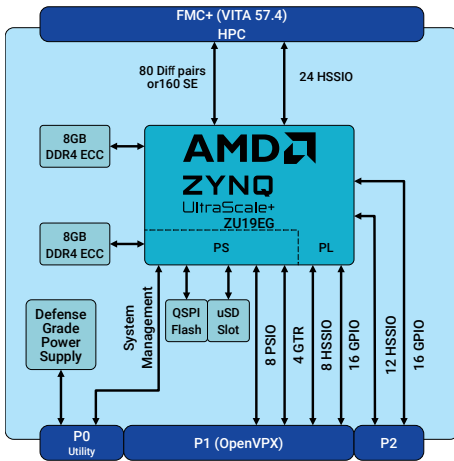 FMC+ (VITA 57.4)
HPC
80 Diff pairs
or160 SE
24 HSSIO
8GB
DDR4 ECC
AMD
ZYNQ
UltraScale+
ZU19EG
8GB
DDR4 ECC
PS
PL
Defense
Grade
Power
Supply
System
Management
QSPI
Flash
uSD
Slot
8 PSIO
4 GTR
8 HSSIO
16 GPIO
12 HSSIO
16 GPIO
P0
Utility
P1 (OpenVPX)
P2